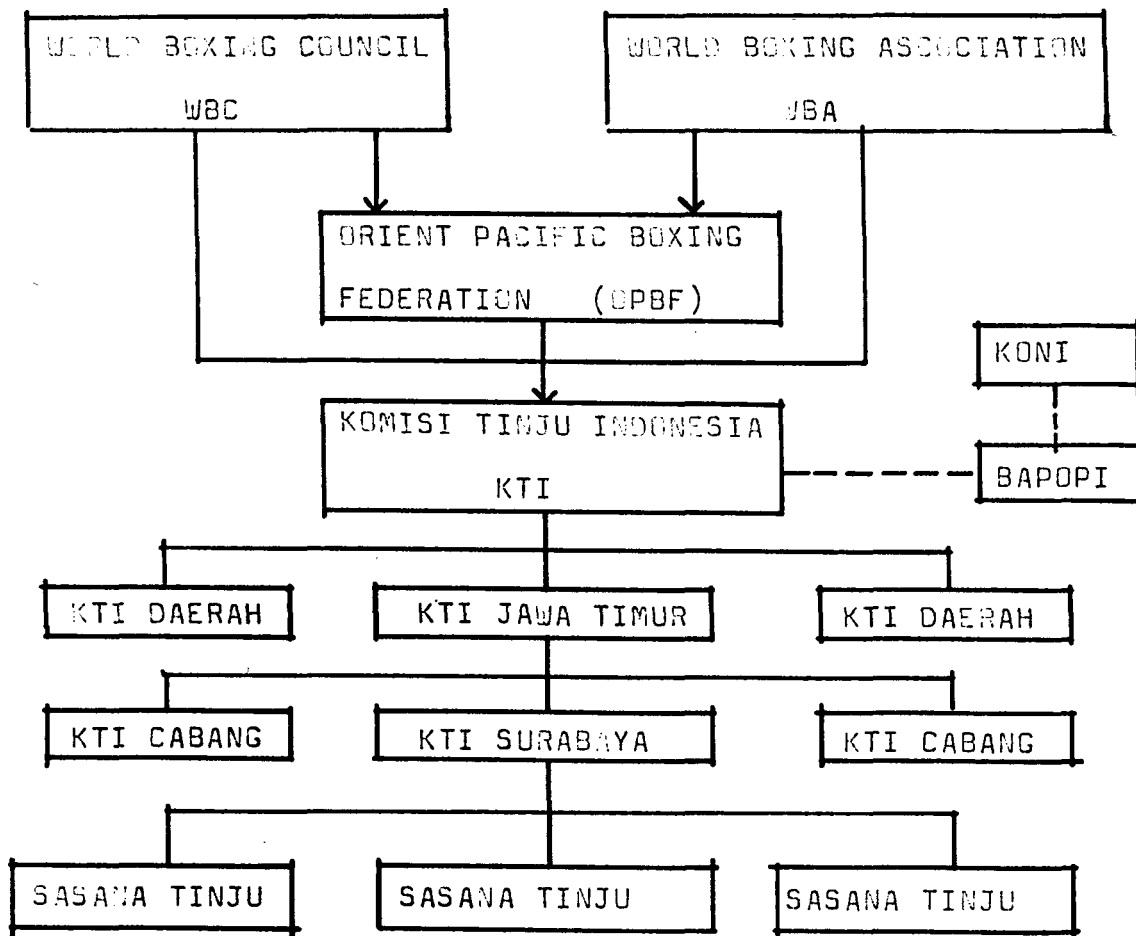 WORLD BOXING COUNCIL
WBC
WORLD BOXING ASCOCIATION
WBA
ORIENT PACIFIC BOXING
FEDERATION (OPBF)
KONI
KOMISI TINJU INDONESIA
KTI
BAPOPI
KTI DAERAH
KTI JAWA TIMUR
KTI DAERAH
KTI CABANG
KTI SURABAYA
KTI CABANG
SASANA TINJU
SASANA TINJU
SASANA TINJU